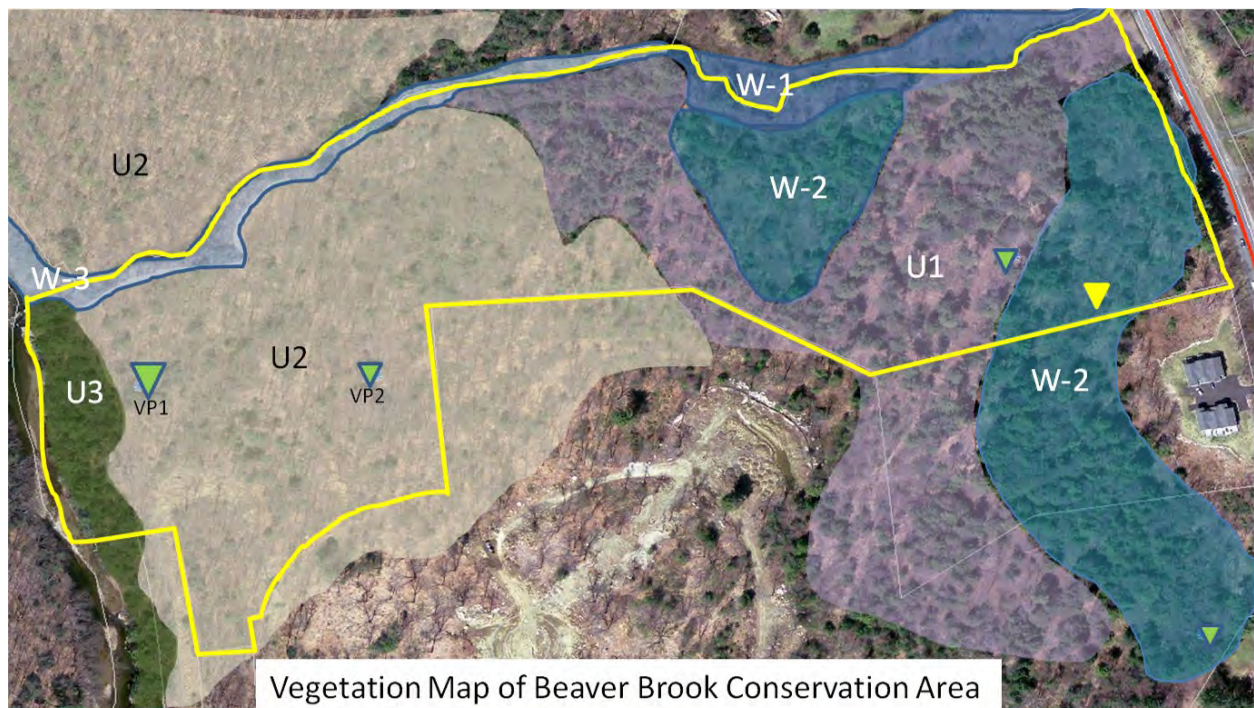 W-1
U2
W-2
U1
W-3
U2
W-2
U3
VP1
VP2
Vegetation Map of Beaver Brook Conservation Area